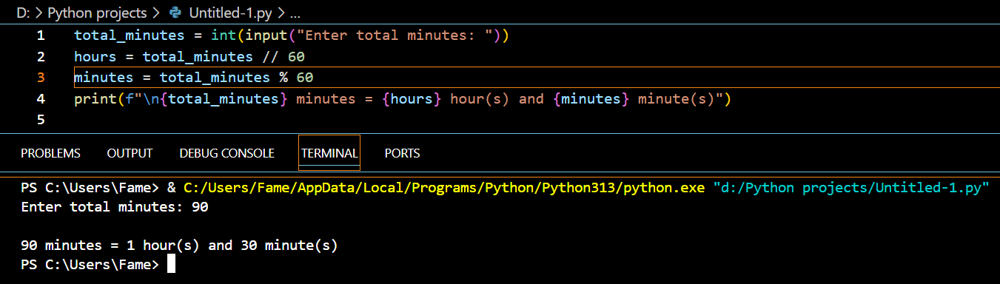 D: > Python projects > Untitled-1.py > ...
1 total_minutes = int(input("Enter total minutes: "))
2 hours = total_minutes // 60
3 minutes = total_minutes % 60
4 print(f"\n{total_minutes} minutes = {hours} hour(s) and {minutes} minute(s)")
5
PROBLEMS OUTPUT DEBUG CONSOLE TERMINAL PORTS
PS C:\Users\Fame> & C:/Users/Fame/AppData/Local/Programs/Python/Python313/python.exe "d:/Python projects/Untitled-1.py"
Enter total minutes: 90
90 minutes = 1 hour(s) and 30 minute(s)
PS C:\Users\Fame>